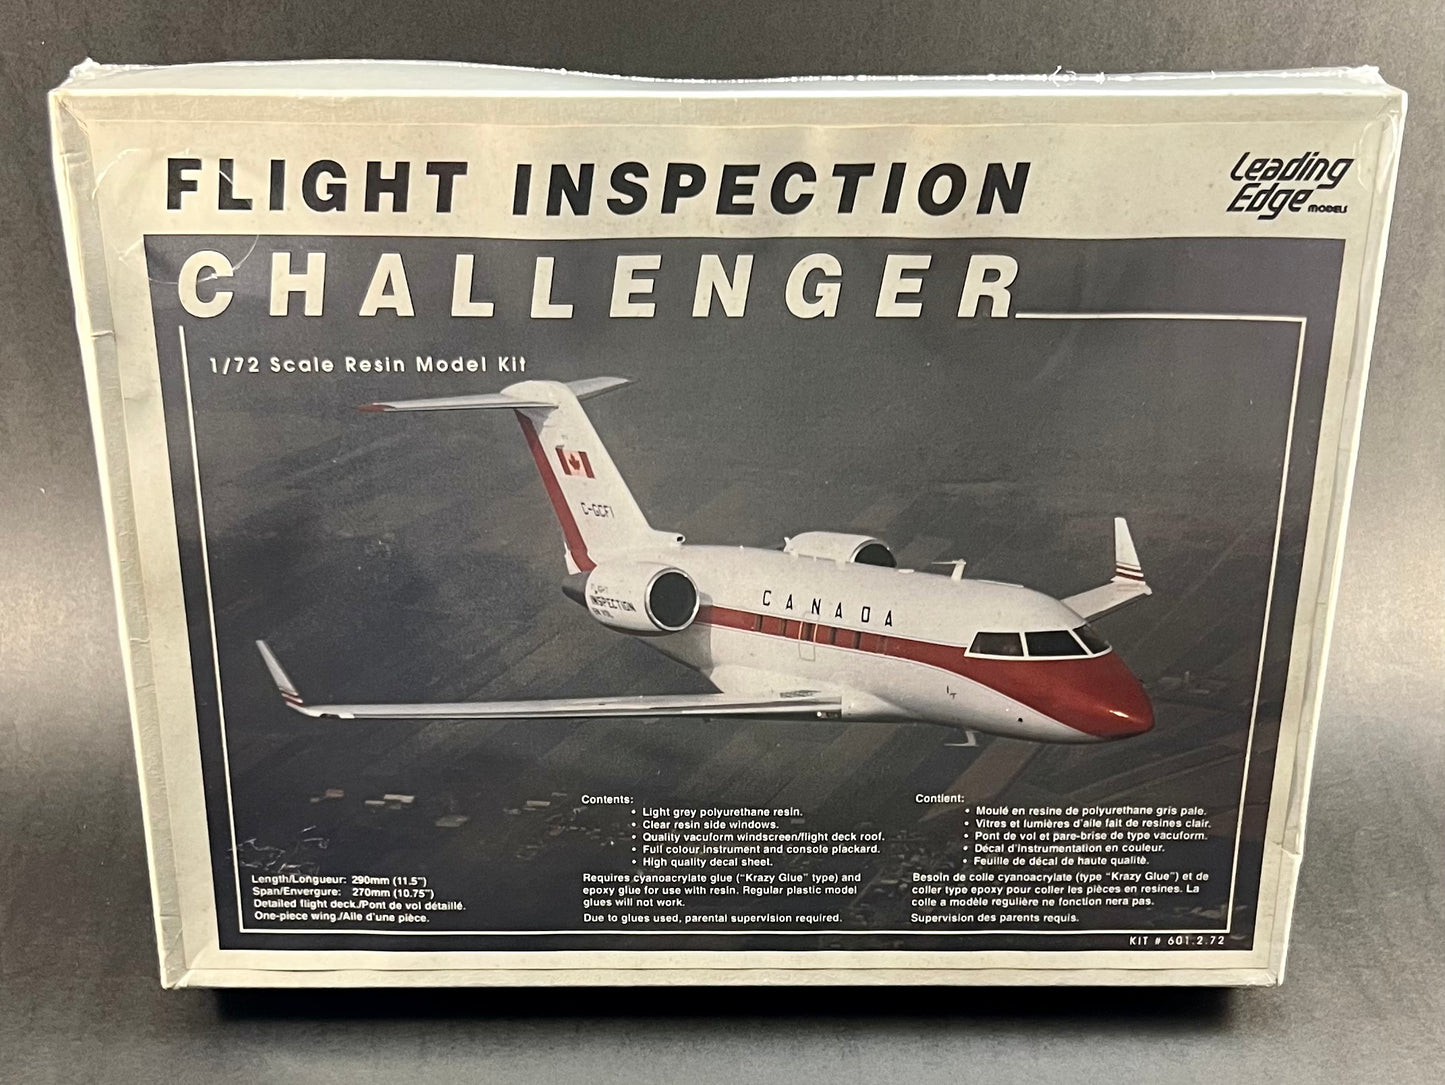 FLIGHT INSPECTION
Leading
Edge MODELS
CHALLENGER
1/72 Scale Resin Model Kit
C-GCFI
CANADA
INSPECTION
Contents:
• Light grey polyurethane resin.
• Clear resin side windows.
• Quality vacuform windscreen/flight deck roof.
• Full colour instrument and console plackard.
• High quality decal sheet.
Requires cyanoacrylate glue ("Krazy Glue" type) and
epoxy glue for use with resin. Regular plastic model
glues will not work.
Due to glues used, parental supervision required.
Contient:
• Moulé en resine de polyurethane gris pale.
• Vitres et lumières d'aile fait de resines clair.
• Pont de vol et pare-brise de type vacuform.
• Décal d'instrumentation en couleur.
• Feuille de décal de haute qualité.
Besoin de colle cyanoacrylate (type "Krazy Glue") et de
coller type epoxy pour coller les pièces en resines. La
colle a modèle regulière ne fonction nera pas.
Supervision des parents requis.
Length/Longueur: 290mm (11.5")
Span/Envergure: 270mm (10.75")
Detailed flight deck./Pont de vol détaillé.
One-piece wing./Aile d'une pièce.
KIT # 601.2.72